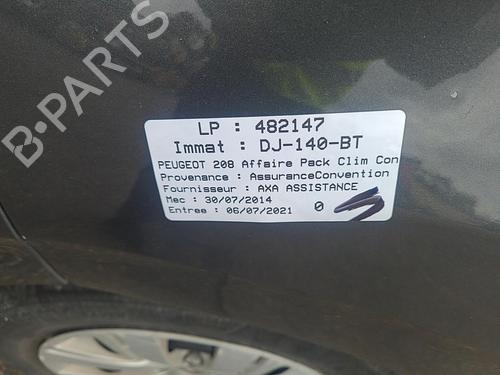 LP : 482147
Immat : DJ-140-BT
PEUGEOT 208 Affaire Pack Clim Con
Provenance : AssuranceConvention
Fournisseur : AXA ASSISTANCE
Mec : 30/07/2014
Entree : 06/07/2021 0